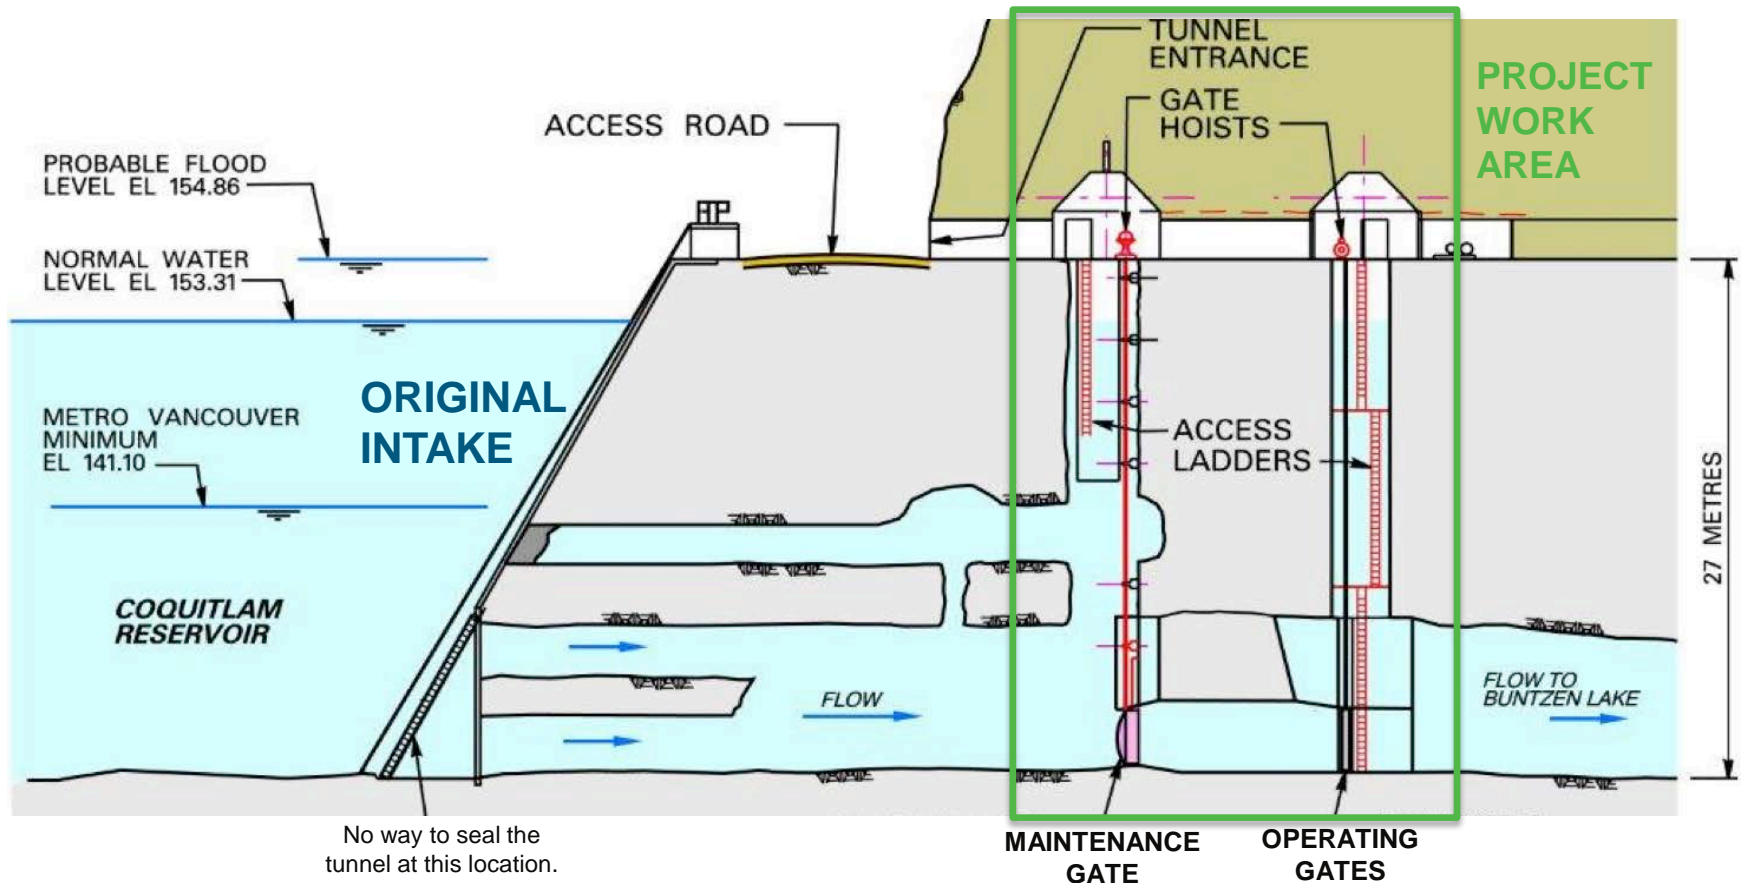 TUNNEL
ENTRANCE
GATE
HOISTS
PROJECT
WORK
AREA
ACCESS ROAD
PROBABLE FLOOD
LEVEL EL 154.86
NORMAL WATER
LEVEL EL 153.31
ORIGINAL
INTAKE
METRO VANCOUVER
MINIMUM
EL 141.10
ACCESS
LADDERS
27 METRES
COQUITLAM
RESERVOIR
FLOW
FLOW TO
BUNTZEN LAKE
No way to seal the
tunnel at this location.
MAINTENANCE
GATE
OPERATING
GATES